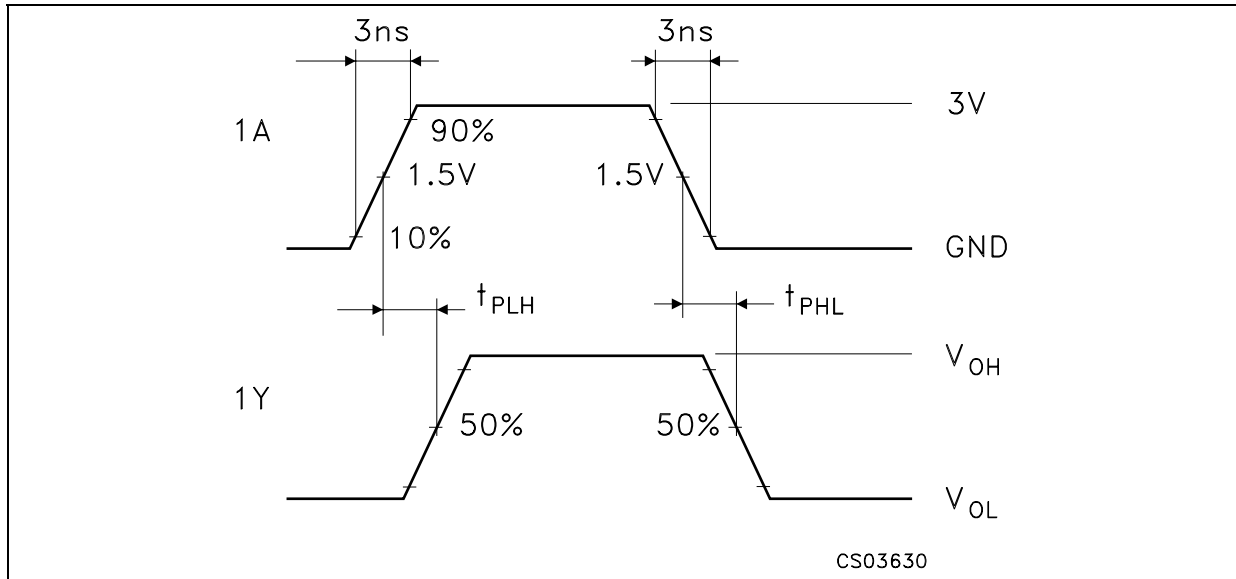 3ns 3ns
3V
1A
90%
1.5V 1.5V
10%
GND
tPLH tPHL
VOH
1Y
50% 50%
VOL
CS03630